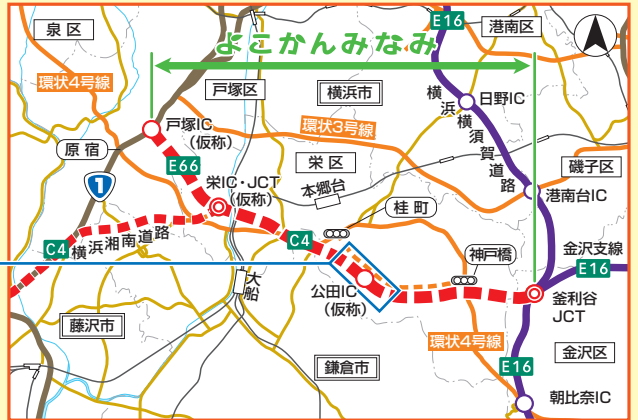 泉区
E16
港南区
よこかんみなみ
環状4号線
戸塚区
横浜市
日野IC
横浜横須賀道路
戸塚IC
(仮称)
環状3号線
原宿
E66
栄区
磯子区
1
栄IC・JCT
(仮称)
本郷台
港南台IC
桂町
C4
横浜湘南道路
C4
神戸橋
金沢支線
E16
大船
公田IC
(仮称)
釜利谷
JCT
藤沢市
環状4号線
鎌倉市
金沢区
E16
朝比奈IC